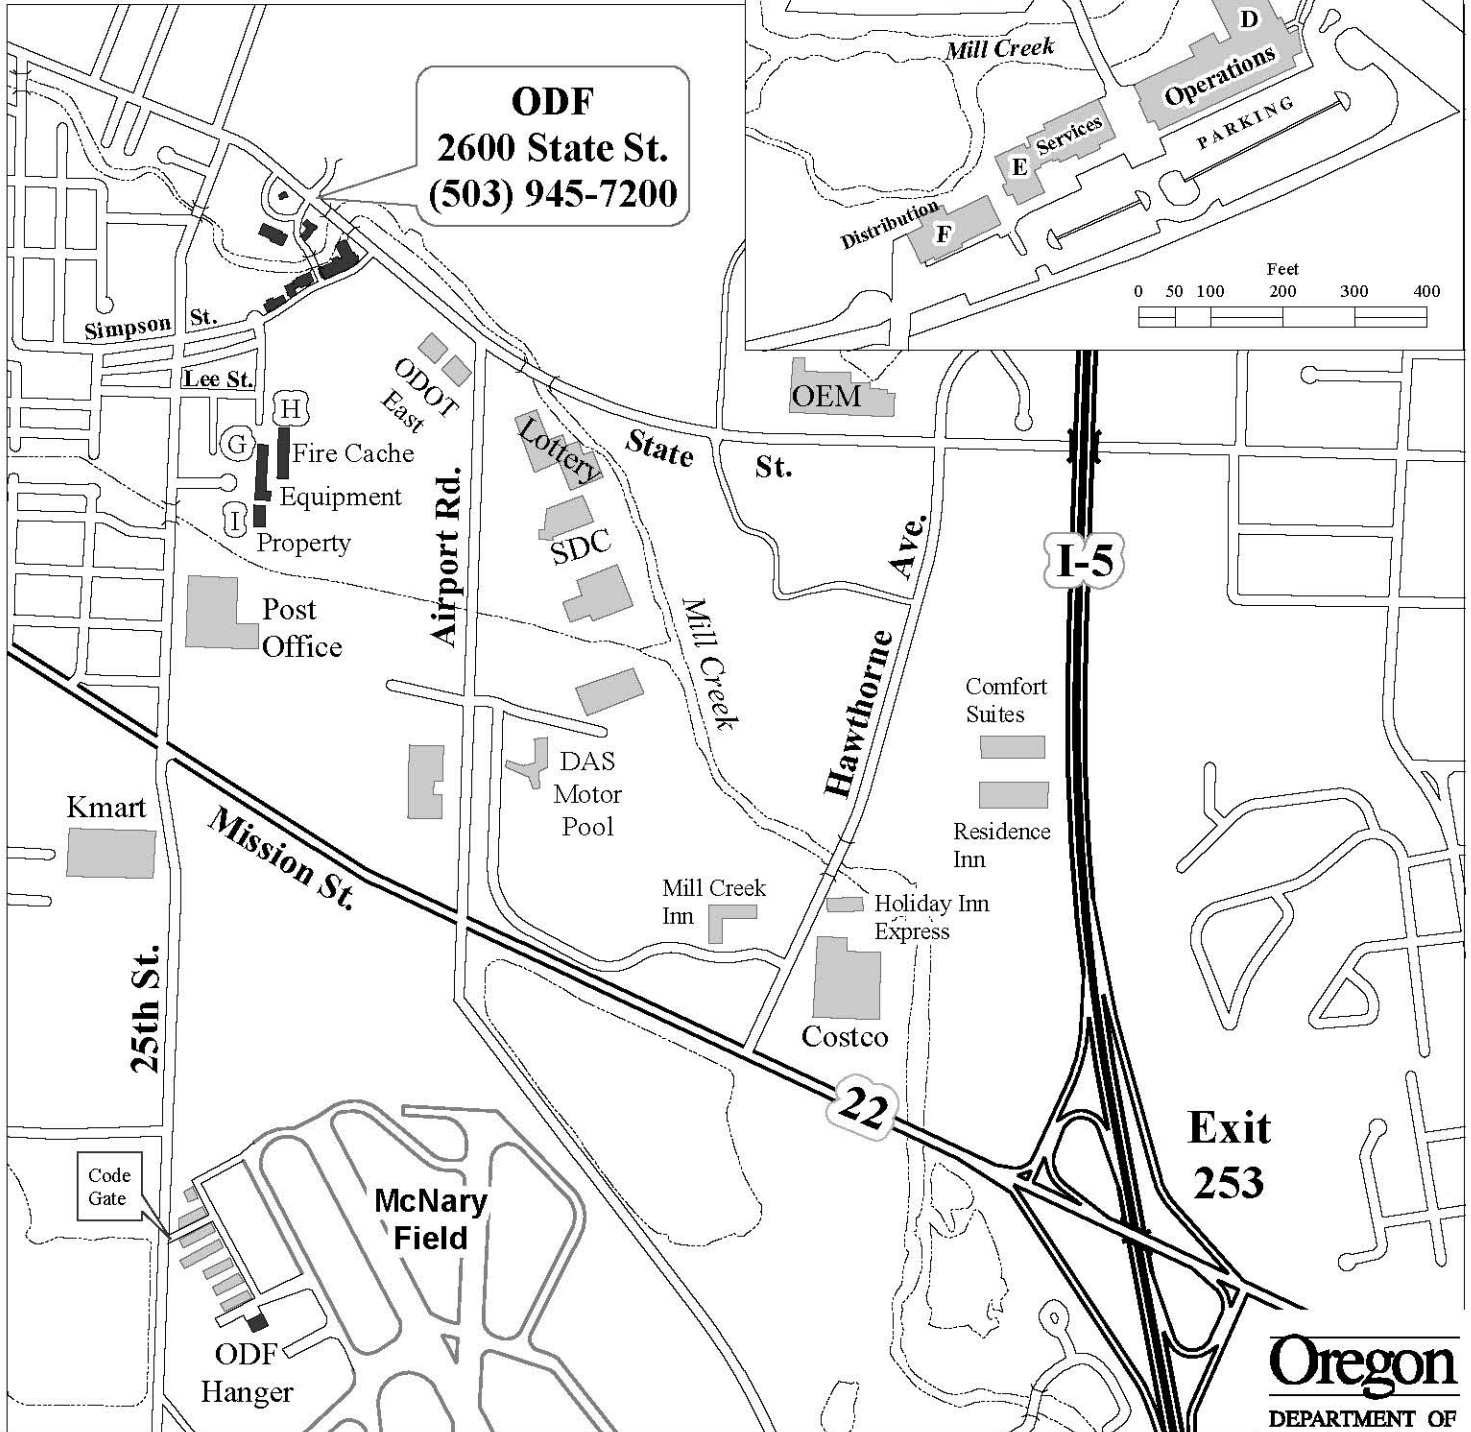 ODF
2600 State St.
(503) 945-7200
Mill Creek
D
Operations
PARKING
Services
E
Distribution
F
Feet
0 50 100 200 300 400
Simpson St.
Lee St.
ODOT
East
OEM
H
G
Fire Cache
Equipment
I
Property
Lottery
State St.
SDC
Airport Rd.
Ave.
Hawthorne
I-5
Post
Office
Mill Creek
Comfort
Suites
DAS
Motor
Pool
Kmart
Mission St.
Residence
Inn
Mill Creek
Inn
Holiday Inn
Express
25th St.
Costco
22
Exit
253
Code
Gate
McNary
Field
ODF
Hanger
Oregon
DEPARTMENT OF